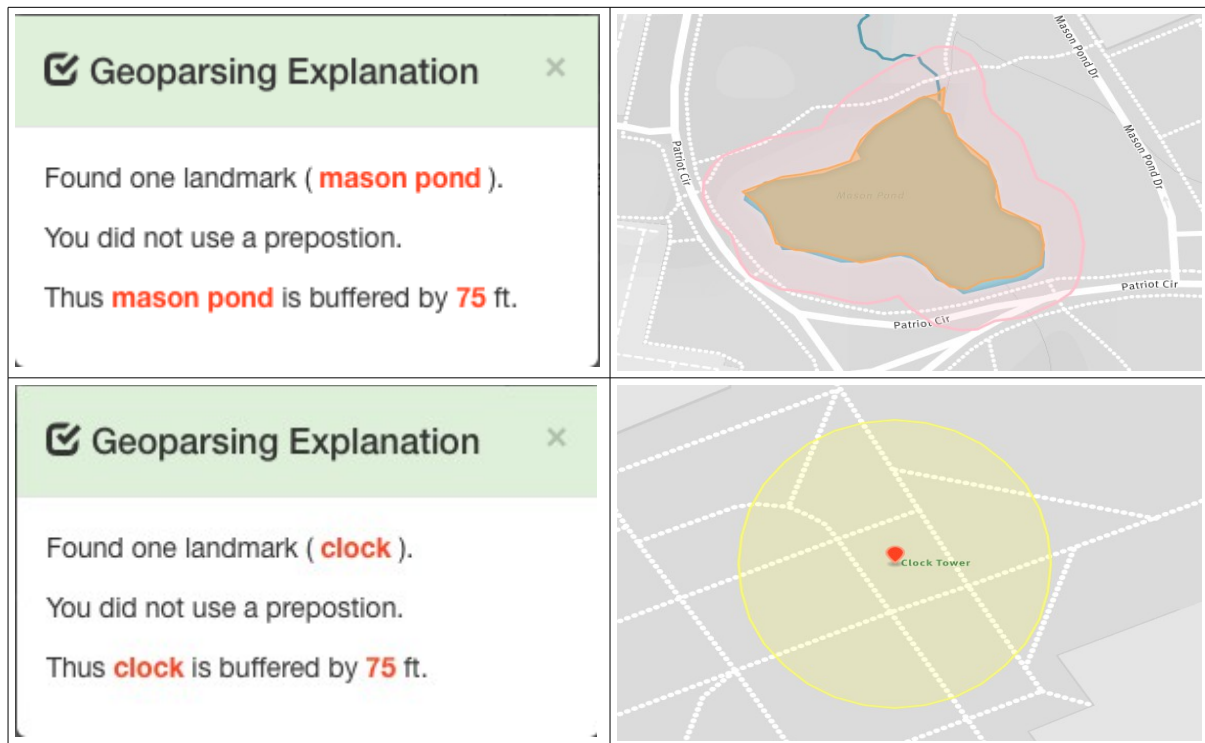 Geoparsing Explanation ×
Found one landmark ( mason pond ).
You did not use a prepostion.
Thus mason pond is buffered by 75 ft.
Mason Pond Dr
Mason Pond Dr
Patriot Cir
Mason Pond
Patriot Cir
Patriot Cir
Geoparsing Explanation ×
Found one landmark ( clock ).
You did not use a prepostion.
Thus clock is buffered by 75 ft.
Clock Tower